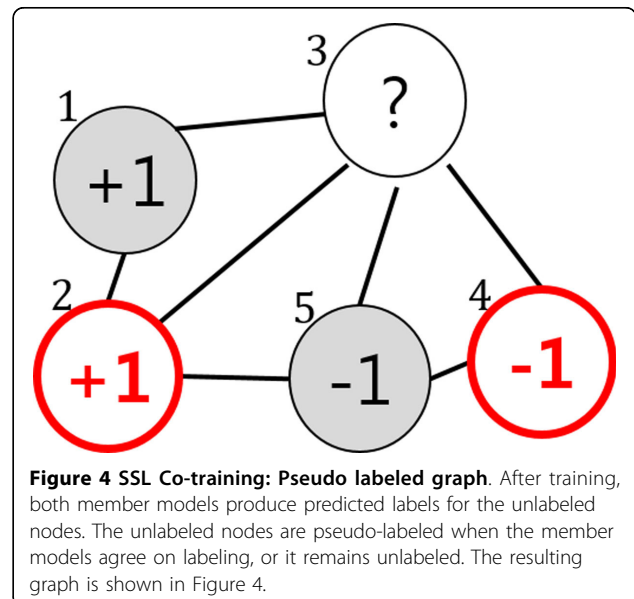 3
?
1
+1
2
+1
5
-1
4
-1
Figure 4 SSL Co-training: Pseudo labeled graph. After training,
both member models produce predicted labels for the unlabeled
nodes. The unlabeled nodes are pseudo-labeled when the member
models agree on labeling, or it remains unlabeled. The resulting
graph is shown in Figure 4.